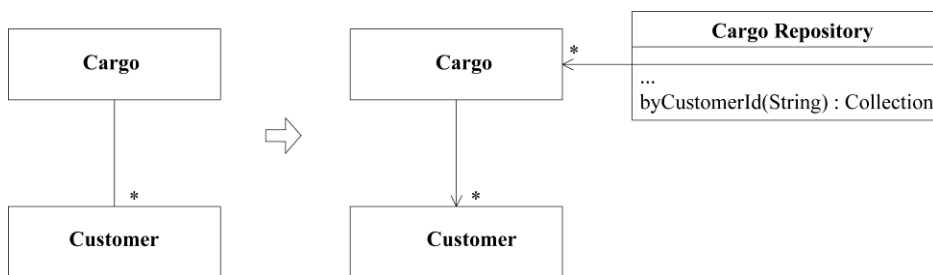 Cargo
*
Customer
Cargo
*
Customer
*
Cargo Repository
...
byCustomerId(String) : Collection